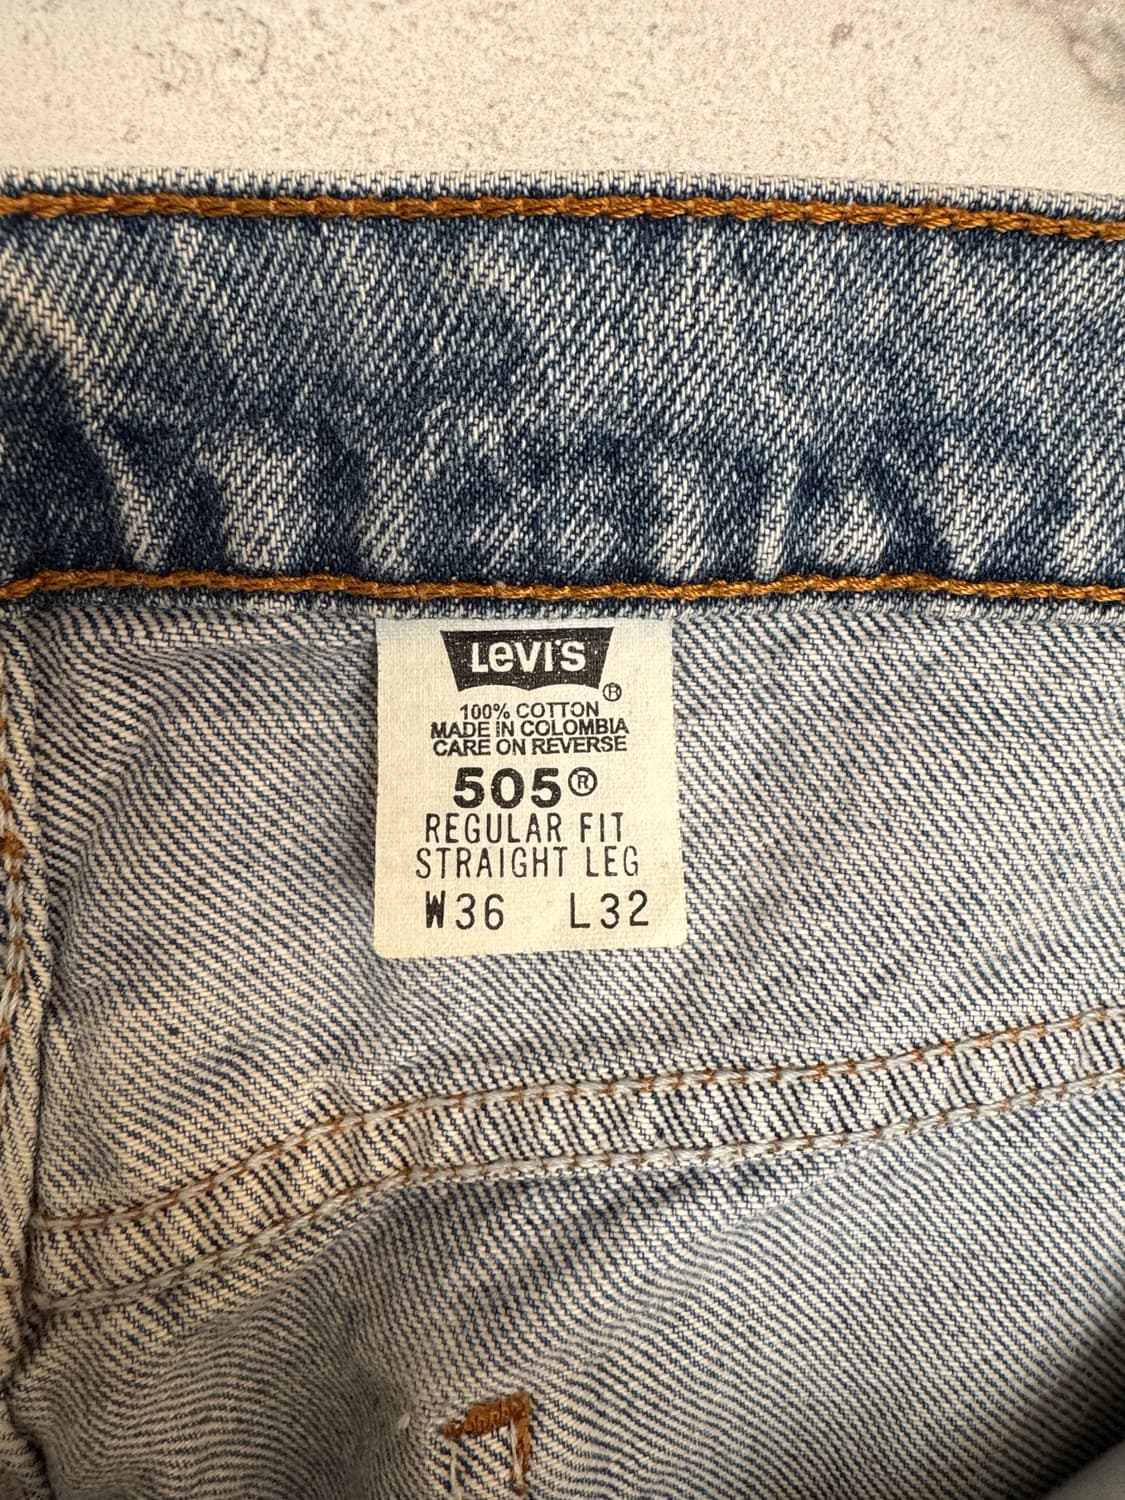 Levi's
®
100% COTTON
MADE IN COLOMBIA
CARE ON REVERSE
505®
REGULAR FIT
STRAIGHT LEG
W36 L32